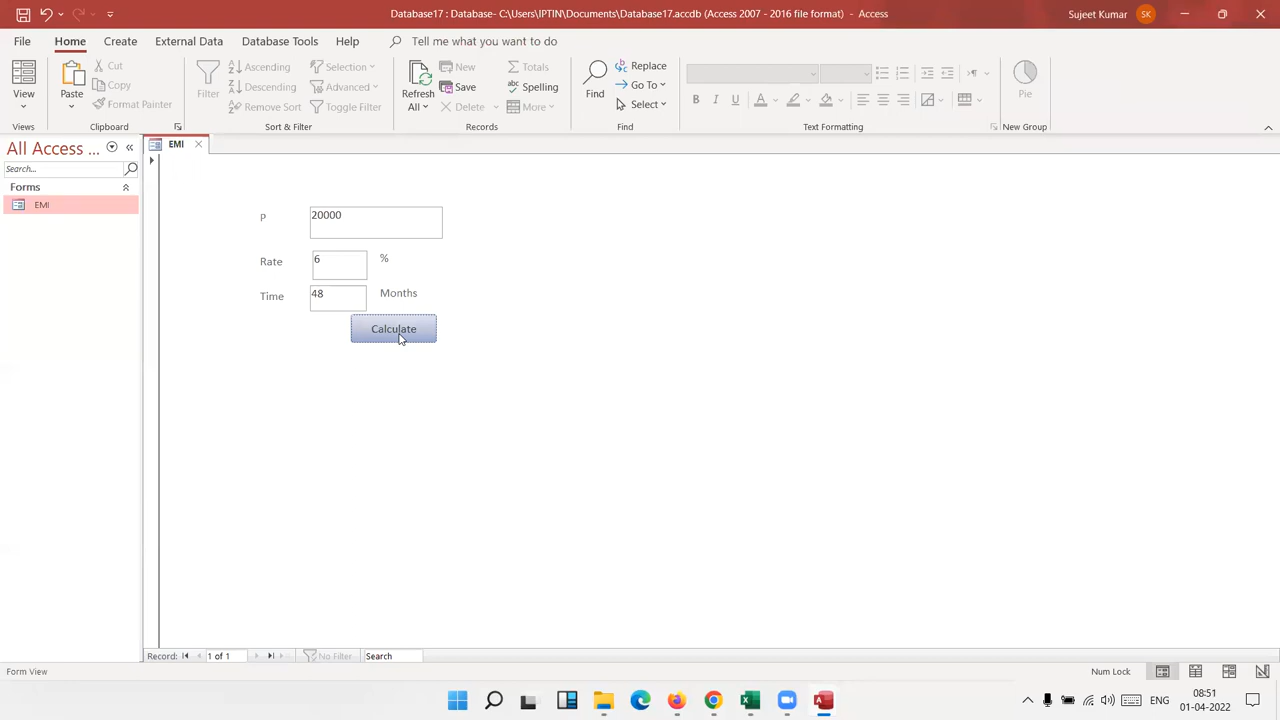 Database17 : Database- C:\Users\IPTIN\Documents\Database17.accdb (Access 2007 - 2016 file format) - Access
Sujeet Kumar SK
File Home Create External Data Database Tools Help Tell me what you want to do
View
Views
Paste
Cut
Copy
Format Painter
Clipboard
Filter
Ascending
Descending
Remove Sort
Selection
Advanced
Toggle Filter
Sort & Filter
Refresh
All
New
Save
Delete
Totals
Spelling
More
Records
Find
Replace
Go To
Select
Find
B I U A
Text Formatting
Pie
New Group
All Access ...
Search...
Forms
EMI
EMI
p 20000
Rate 6 %
Time 48 Months
Calculate
Record: 1 of 1 No Filter Search
Form View
Num Lock
ENG
08:51
01-04-2022